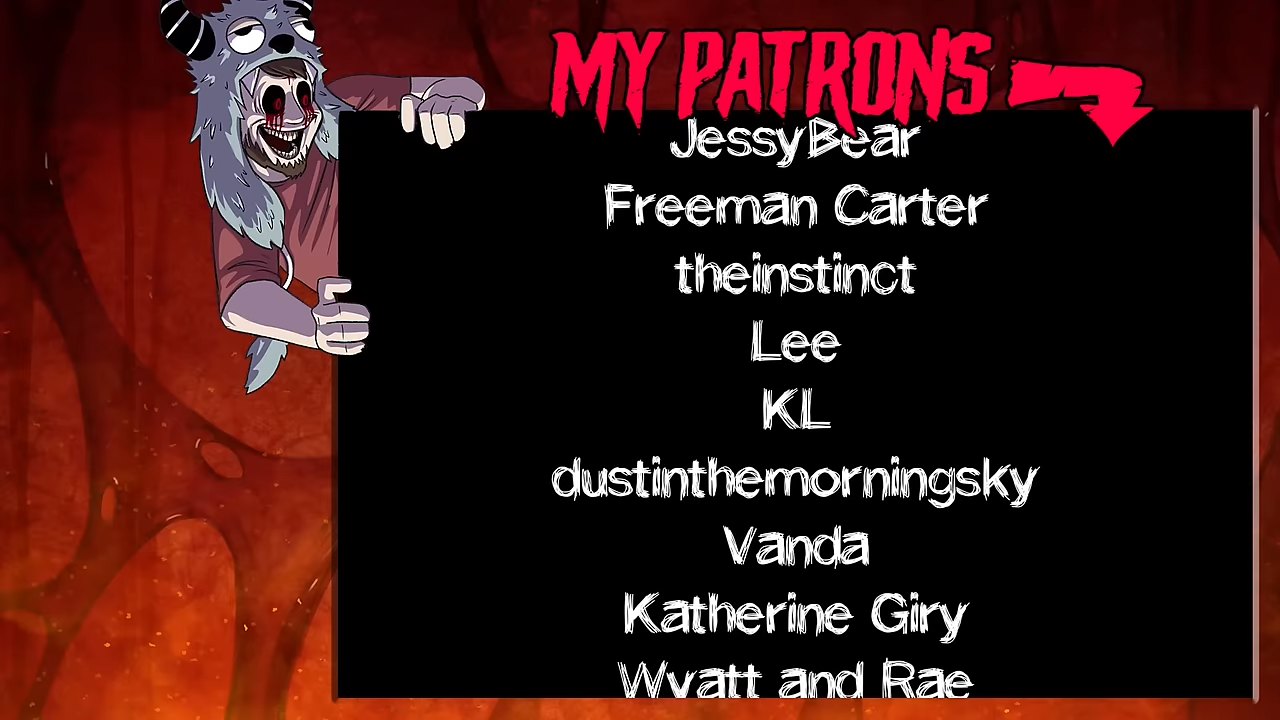 MY PATRONS
JessyBear
Freeman Carter
theinstinct
Lee
KL
dustinthemorningsky
Vanda
Katherine Giry
Wyatt and Rae